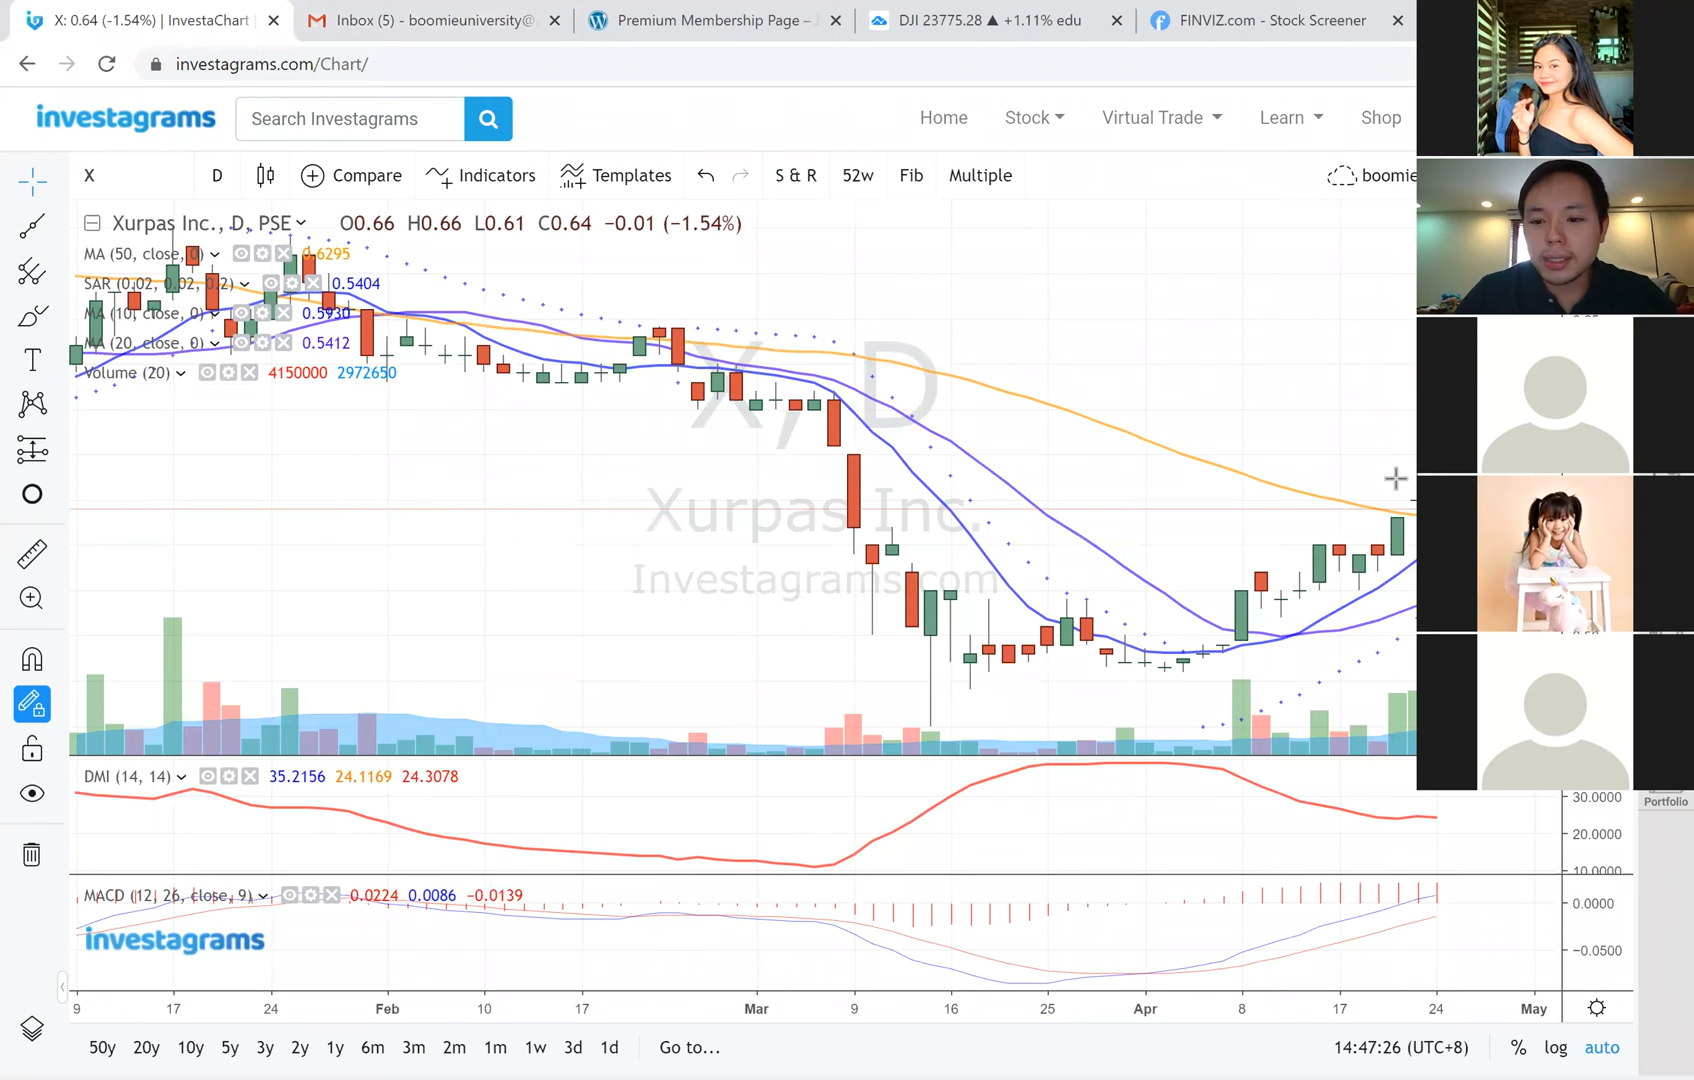 X: 0.64 (-1.54%) | InvestaChart
Inbox (5) - boomieuniversity@
Premium Membership Page –
DJI 23775.28 ▲ +1.11% edu
FINVIZ.com - Stock Screener
investagrams.com/Chart/
investagrams
Search Investagrams
Home Stock Virtual Trade Learn Shop
X D Compare Indicators Templates S & R 52w Fib Multiple boomie
Xurpas Inc., D, PSE O0.66 H0.66 L0.61 C0.64 −0.01 (−1.54%)
MA (50, close, 0) 0.6295
SAR (0.02, 0.02, 0.2) 0.5404
MA (10, close, 0) 0.5930
MA (20, close, 0) 0.5412
Volume (20) 4150000 2972650
X, D
Xurpas Inc.
Investagrams.com
DMI (14, 14) 35.2156 24.1169 24.3078
30.0000
Portfolio
20.0000
10.0000
MACD (12, 26, close, 9) 0.0224 0.0086 −0.0139
0.0000
investagrams
−0.0500
9 17 24 Feb 10 17 Mar 9 16 25 Apr 8 17 24 May
50y 20y 10y 5y 3y 2y 1y 6m 3m 2m 1m 1w 3d 1d Go to... 14:47:26 (UTC+8) % log auto